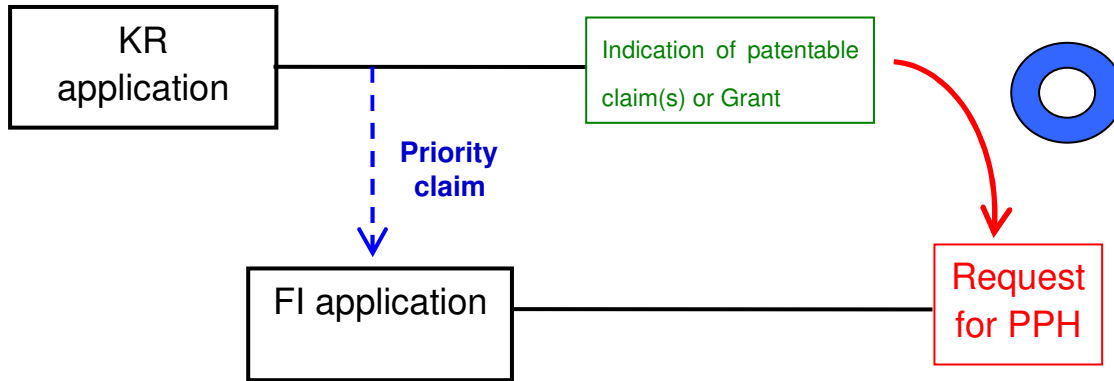 KR
application
Indication of patentable
claim(s) or Grant
Priority
claim
FI application
Request
for PPH